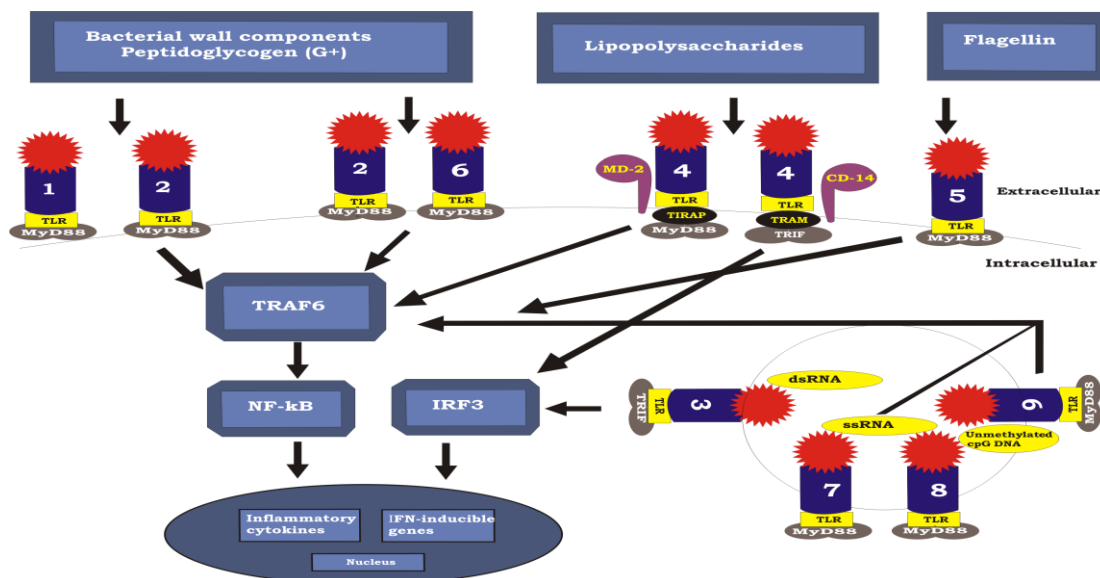 Bacterial wall components
Peptidoglycogen (G+)
Lipopolysaccharides
Flagellin
1
TLR
MyD88
2
TLR
MyD88
2
TLR
MyD88
6
TLR
MyD88
MD-2
4
TLR
TIRAP
MyD88
4
TLR
TRAM
TRIF
CD-14
5
TLR
MyD88
Extracellular
Intracellular
TRAF6
NF-kB
IRF3
TRIF
TLR
3
dsRNA
ssRNA
9
TLR
MyD88
Unmethylated
cpG DNA
7
TLR
MyD88
8
TLR
MyD88
Inflammatory
cytokines
IFN-inducible
genes
Nucleus